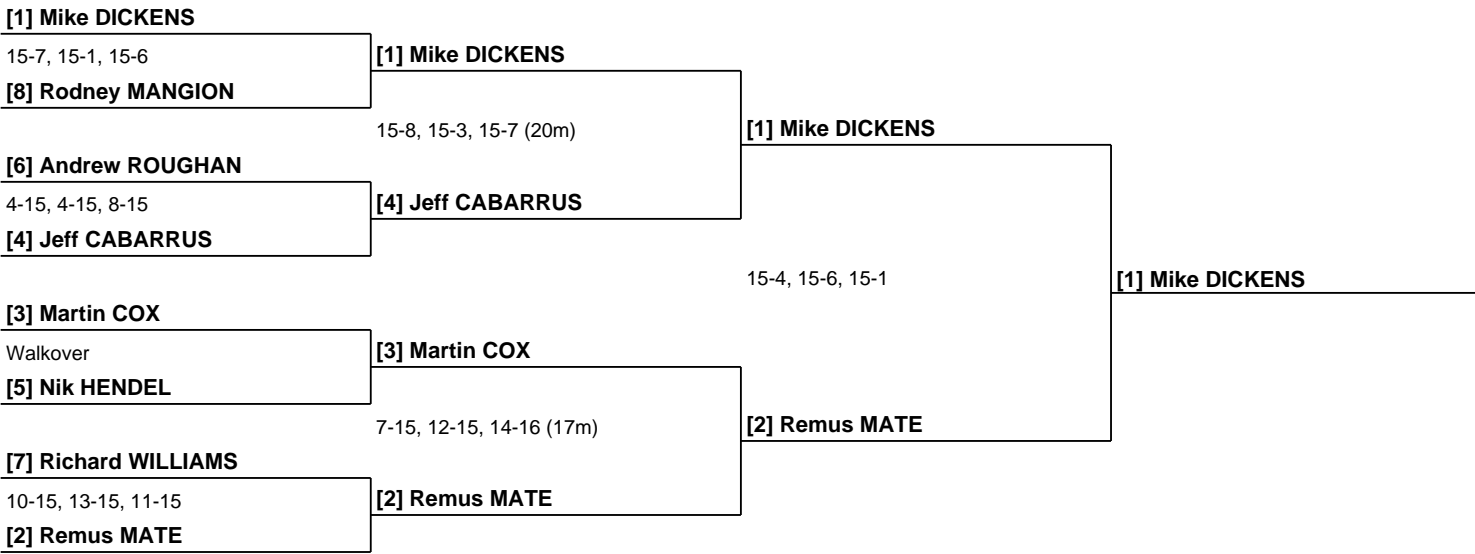 [1] Mike DICKENS
15-7, 15-1, 15-6
[8] Rodney MANGION
[6] Andrew ROUGHAN
4-15, 4-15, 8-15
[4] Jeff CABARRUS
[3] Martin COX
Walkover
[5] Nik HENDEL
[7] Richard WILLIAMS
10-15, 13-15, 11-15
[2] Remus MATE
[1] Mike DICKENS
15-8, 15-3, 15-7 (20m)
[4] Jeff CABARRUS
[3] Martin COX
7-15, 12-15, 14-16 (17m)
[2] Remus MATE
[1] Mike DICKENS
15-4, 15-6, 15-1
[2] Remus MATE
[1] Mike DICKENS